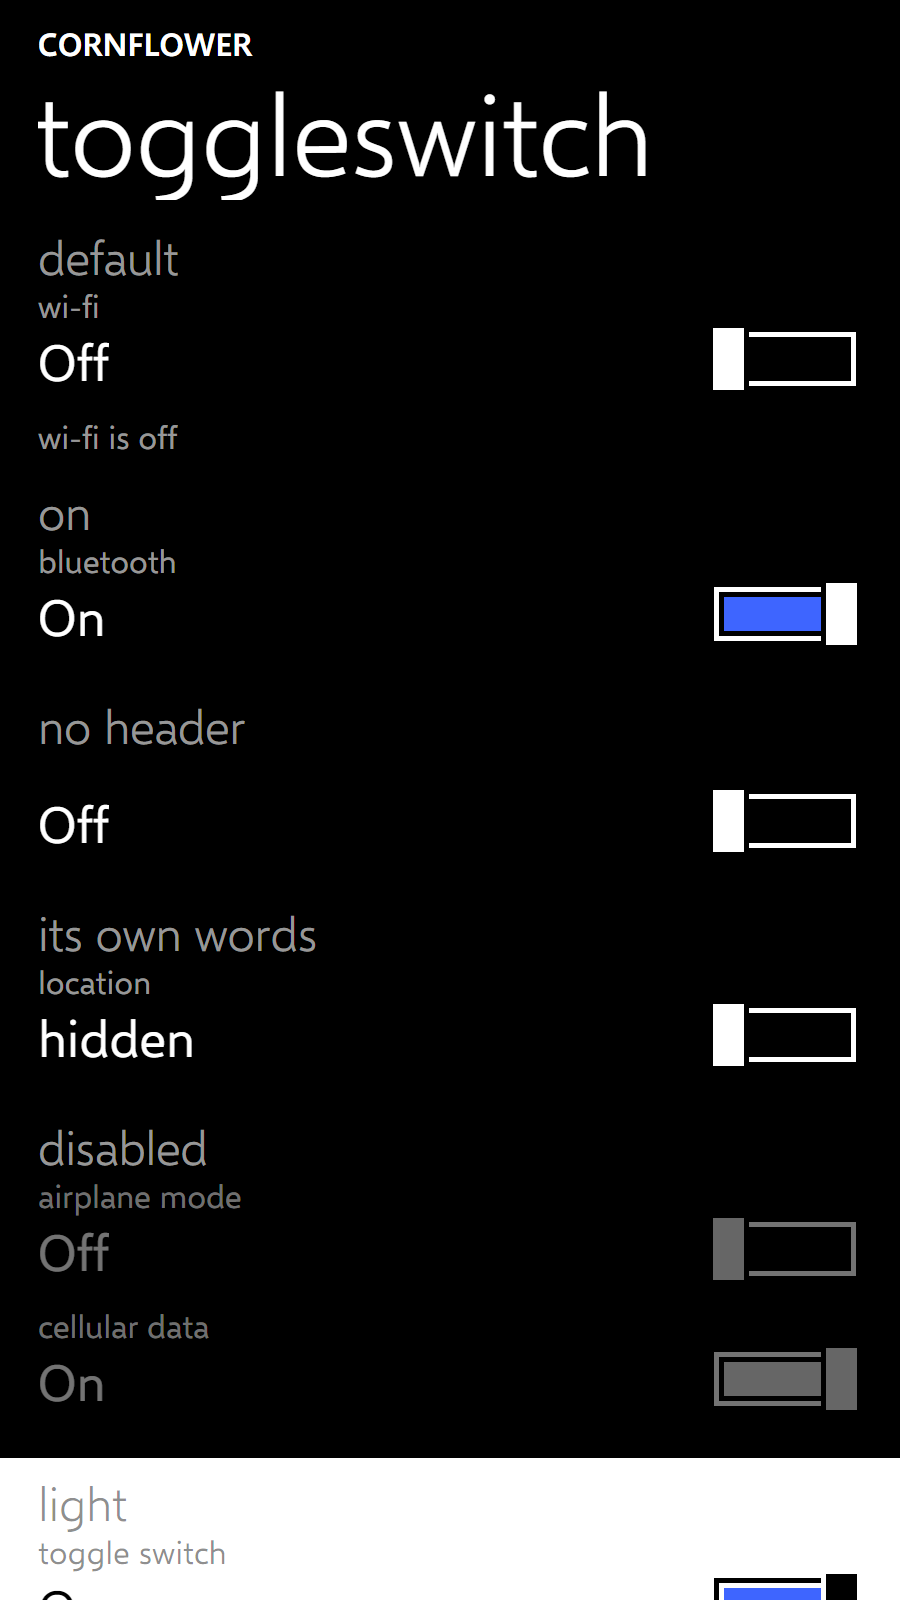 CORNFLOWER
toggleswitch
default
wi-fi
Off
wi-fi is off
on
bluetooth
On
no header
Off
its own words
location
hidden
disabled
airplane mode
Off
cellular data
On
light
toggle switch